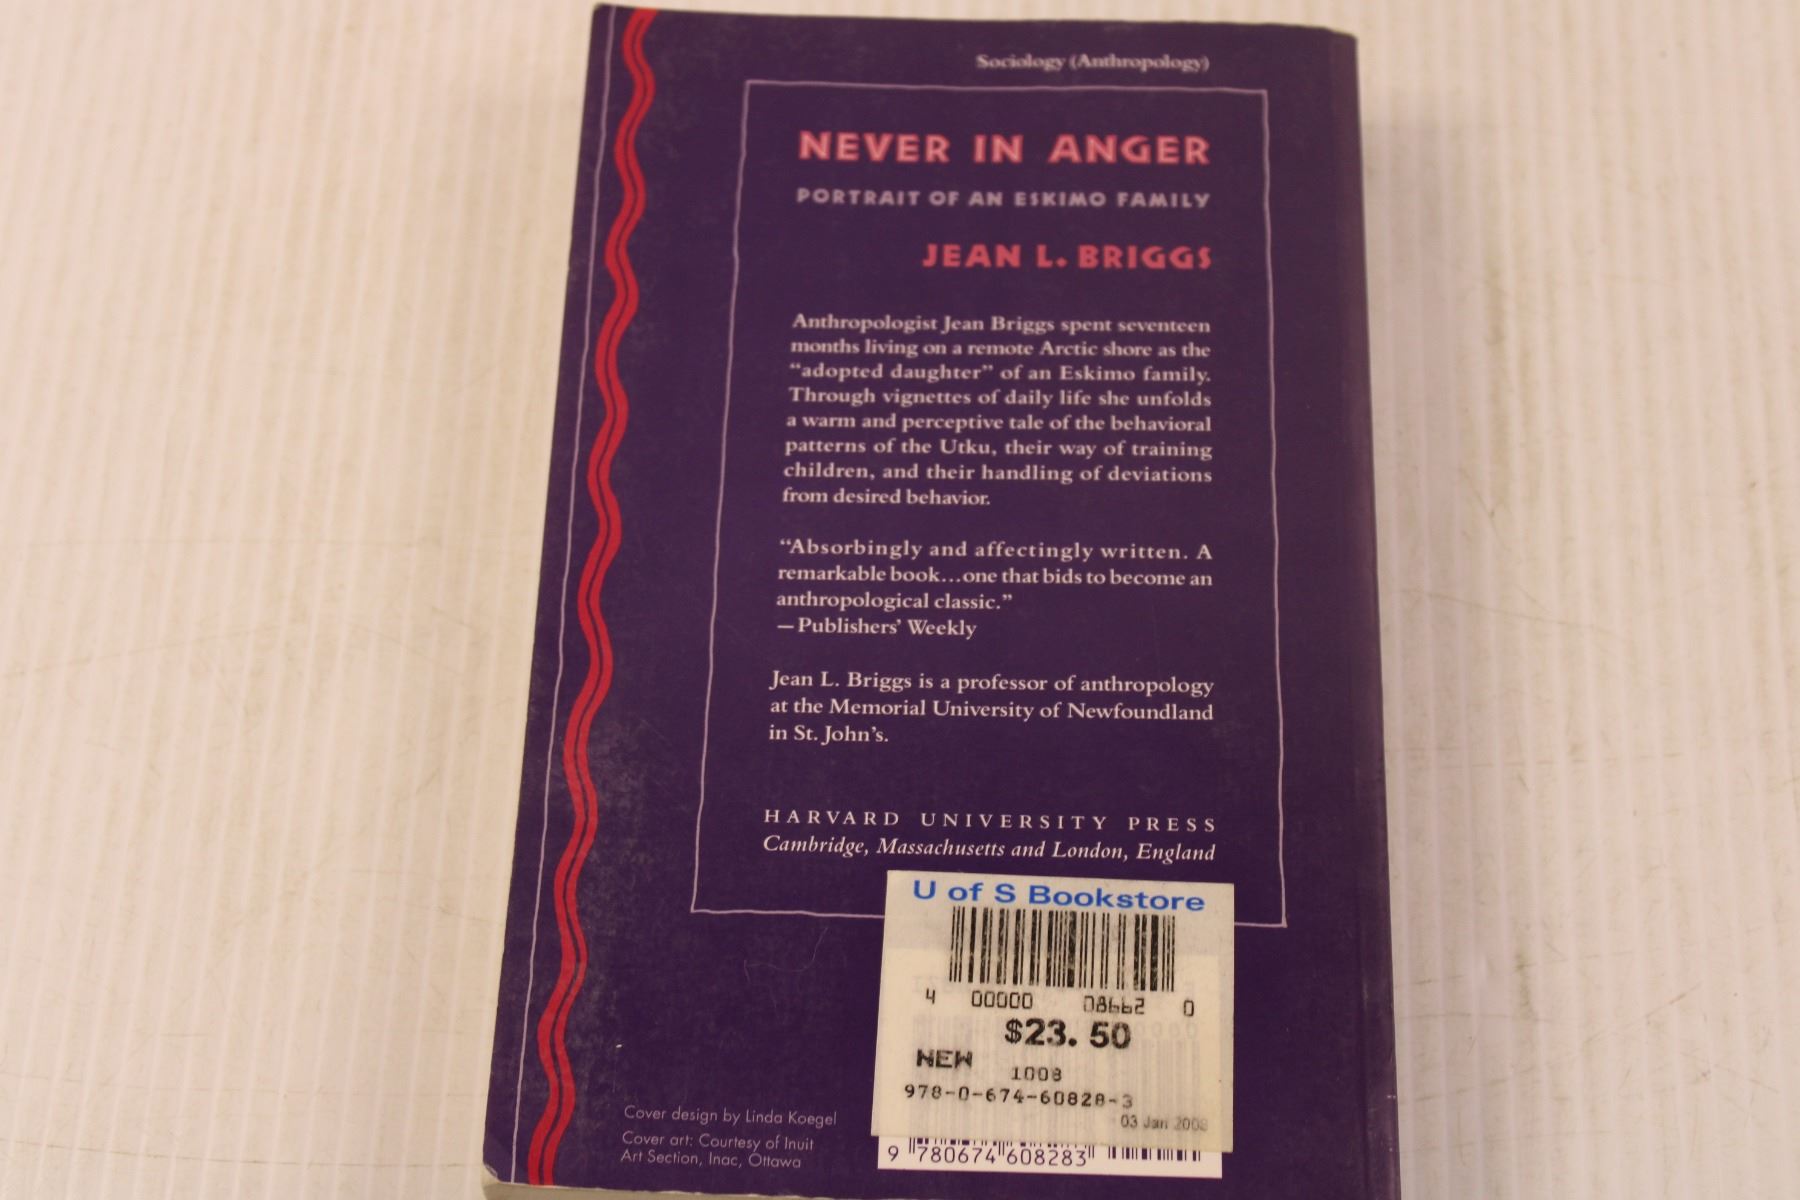 Sociology (Anthropology)
NEVER IN ANGER
PORTRAIT OF AN ESKIMO FAMILY
JEAN L. BRIGGS
Anthropologist Jean Briggs spent seventeen
months living on a remote Arctic shore as the
“adopted daughter” of an Eskimo family.
Through vignettes of daily life she unfolds
a warm and perceptive tale of the behavioral
patterns of the Utku, their way of training
children, and their handling of deviations
from desired behavior.
“Absorbingly and affectingly written. A
remarkable book...one that bids to become an
anthropological classic.”
—Publishers' Weekly
Jean L. Briggs is a professor of anthropology
at the Memorial University of Newfoundland
in St. John's.
HARVARD UNIVERSITY PRESS
Cambridge, Massachusetts and London, England
U of S Bookstore
4 00000 08662 0
$23.50
NEW
1008
978-0-674-60828-3
03 Jan 2008
9 780674 608283
Cover design by Linda Koegel
Cover art: Courtesy of Inuit
Art Section, Inac, Ottawa